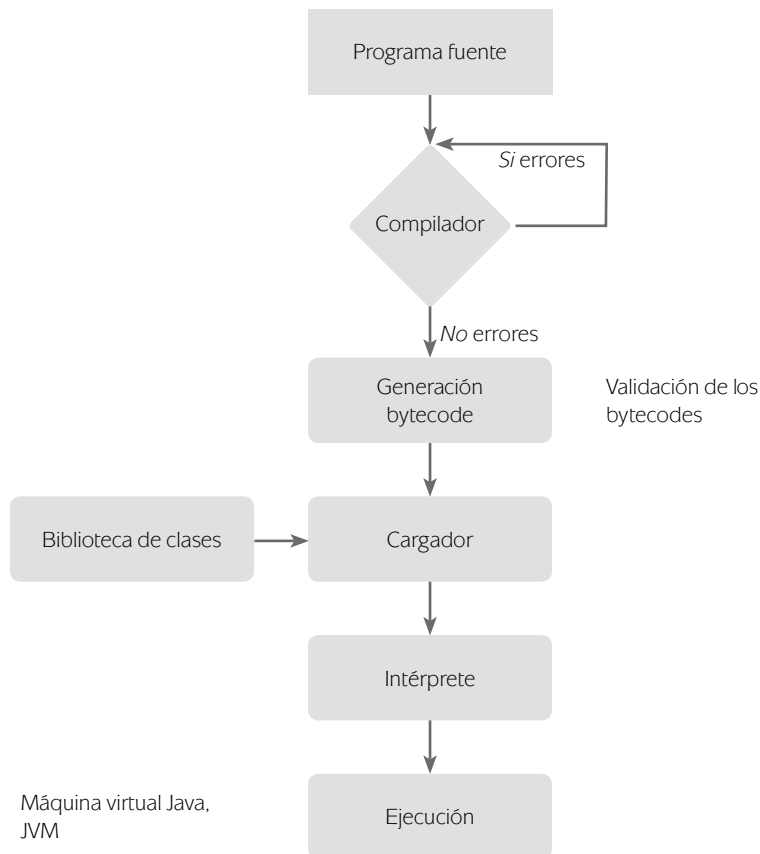 Programa fuente
Si errores
Compilador
No errores
Generación
bytecode
Validación de los
bytecodes
Biblioteca de clases
Cargador
Intérprete
Máquina virtual Java,
JVM
Ejecución